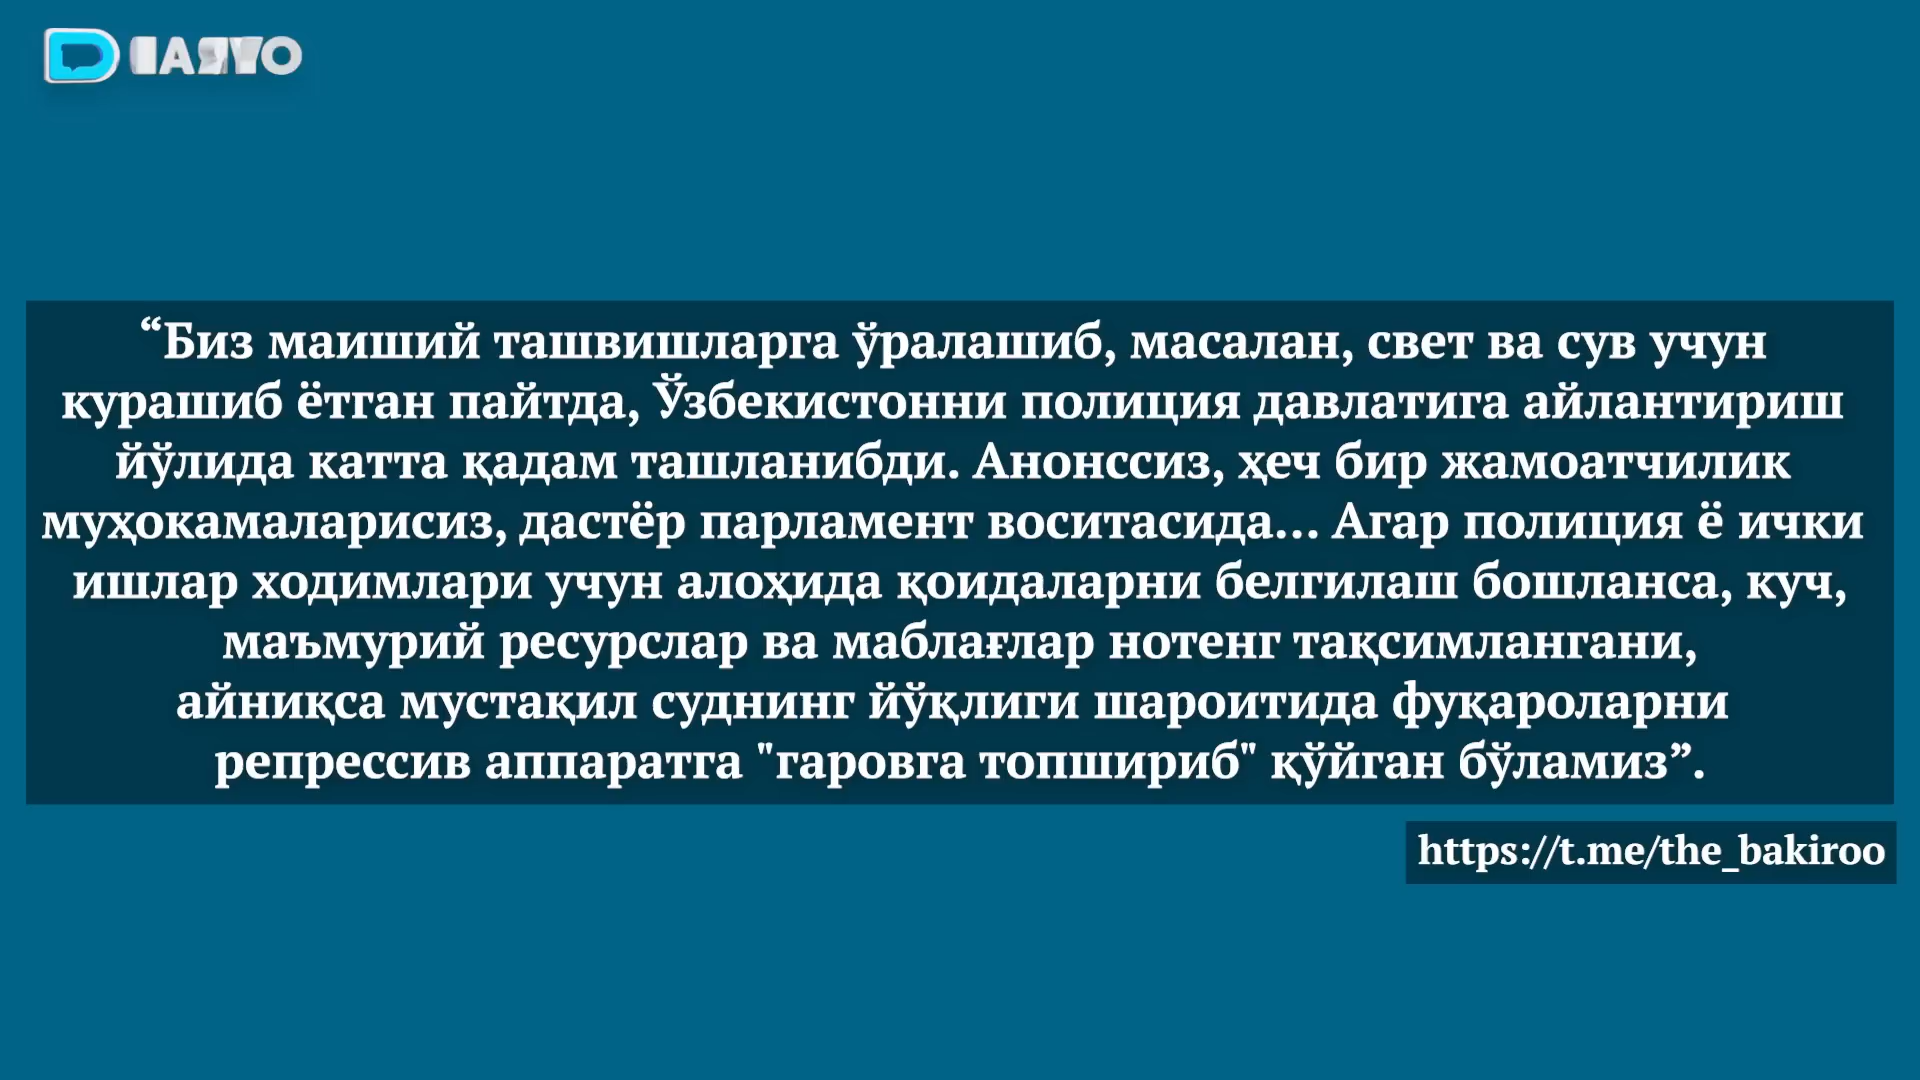 “Биз маиший ташвишларга ўралашиб, масалан, свет ва сув учун
курашиб ётган пайтда, Ўзбекистонни полиция давлатига айлантириш
йўлида катта қадам ташланибди. Анонссиз, ҳеч бир жамоатчилик
муҳокамаларисиз, дастёр парламент воситасида... Агар полиция ё ички
ишлар ходимлари учун алоҳида қоидаларни белгилаш бошланса, куч,
маъмурий ресурслар ва маблағлар нотенг тақсимлангани,
айниқса мустақил суднинг йўқлиги шароитида фуқароларни
репрессив аппаратга "гаровга топшириб" қўйган бўламиз”.
https://t.me/the_bakiroo